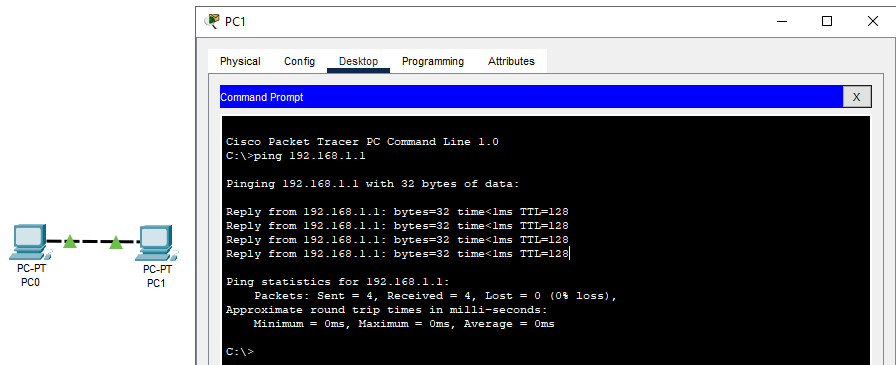 PC1
Physical Config Desktop Programming Attributes
Command Prompt X
Cisco Packet Tracer PC Command Line 1.0
C:\>ping 192.168.1.1
Pinging 192.168.1.1 with 32 bytes of data:
Reply from 192.168.1.1: bytes=32 time<1ms TTL=128
Reply from 192.168.1.1: bytes=32 time<1ms TTL=128
Reply from 192.168.1.1: bytes=32 time<1ms TTL=128
Reply from 192.168.1.1: bytes=32 time<1ms TTL=128
Ping statistics for 192.168.1.1:
Packets: Sent = 4, Received = 4, Lost = 0 (0% loss),
Approximate round trip times in milli-seconds:
Minimum = 0ms, Maximum = 0ms, Average = 0ms
C:\>
PC-PT
PC0
PC-PT
PC1